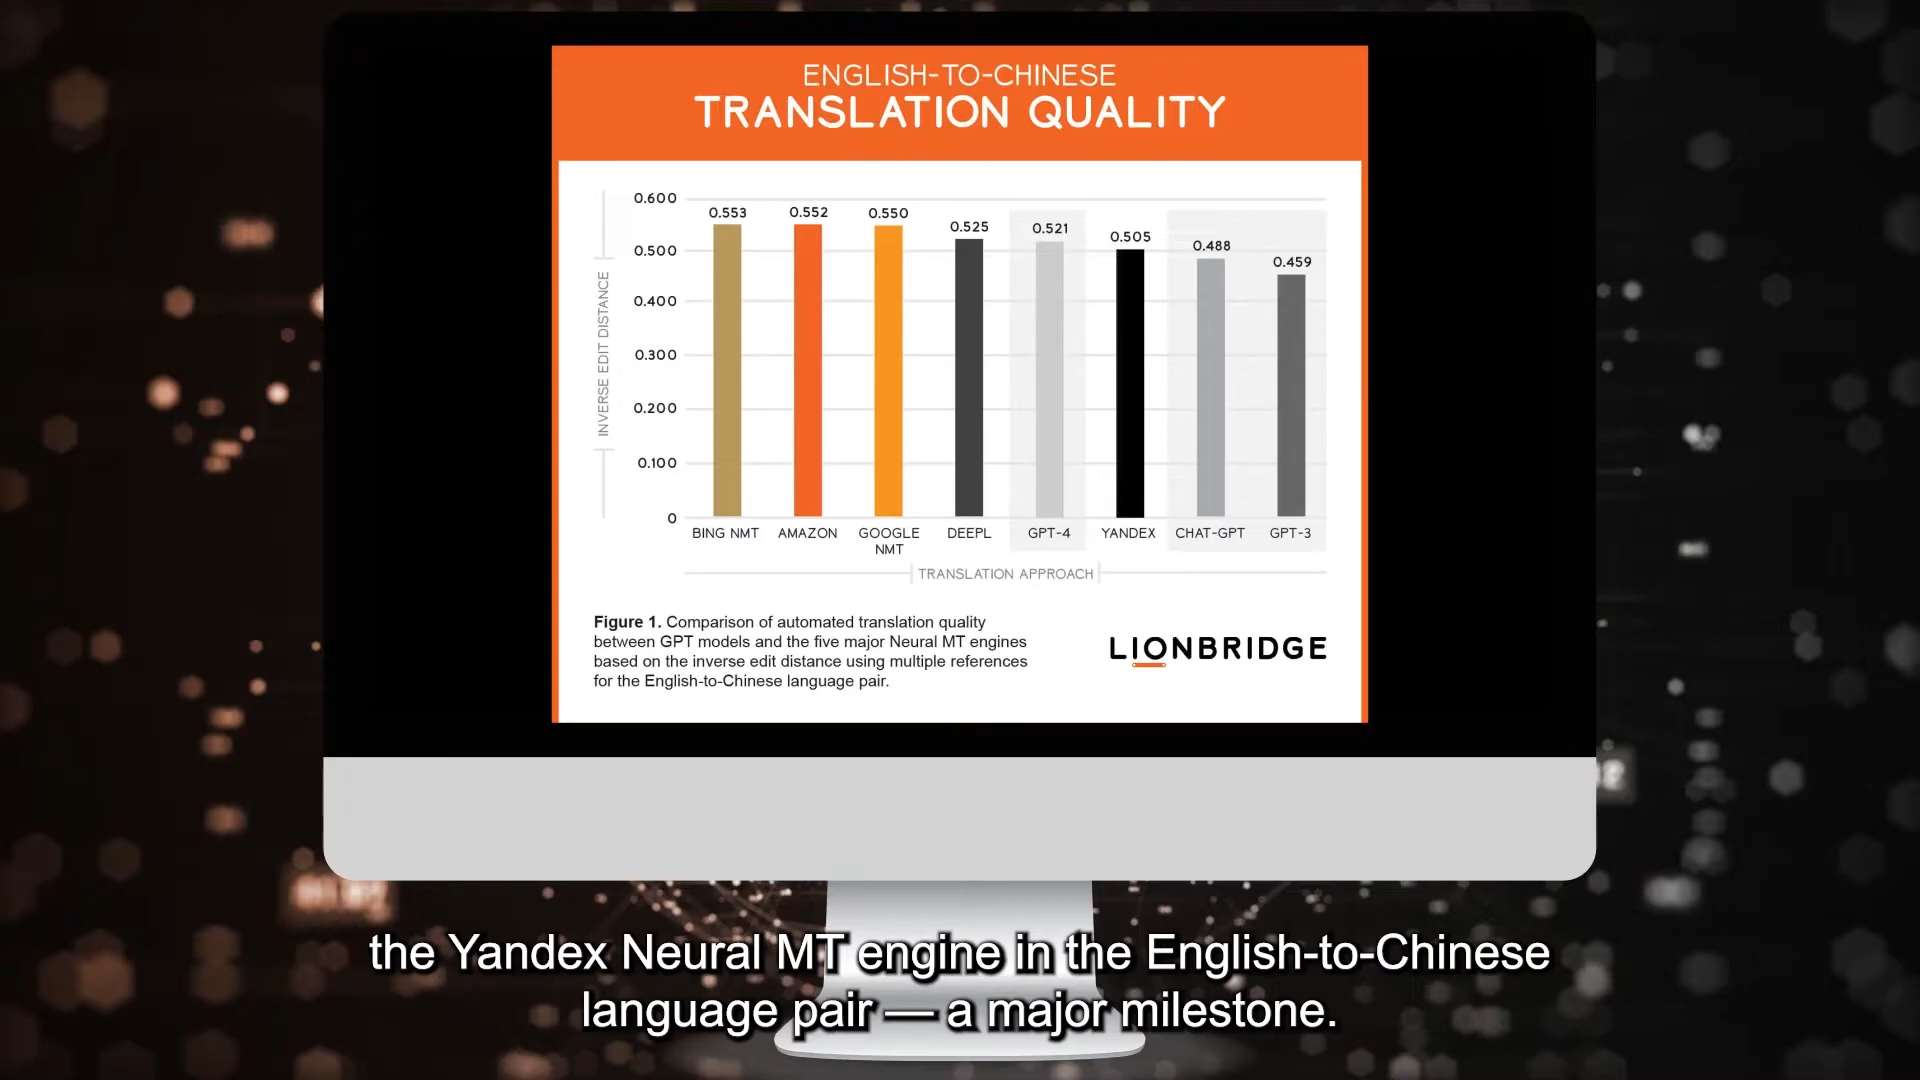 ENGLISH-TO-CHINESE
TRANSLATION QUALITY
INVERSE EDIT DISTANCE
0.600
0.500
0.400
0.300
0.200
0.100
0
0.553
0.552
0.550
0.525
0.521
0.505
0.488
0.459
BING NMT
AMAZON
GOOGLE
NMT
DEEPL
GPT-4
YANDEX
CHAT-GPT
GPT-3
TRANSLATION APPROACH
Figure 1. Comparison of automated translation quality
between GPT models and the five major Neural MT engines
based on the inverse edit distance using multiple references
for the English-to-Chinese language pair.
LIONBRIDGE
the Yandex Neural MT engine in the English-to-Chinese
language pair — a major milestone.